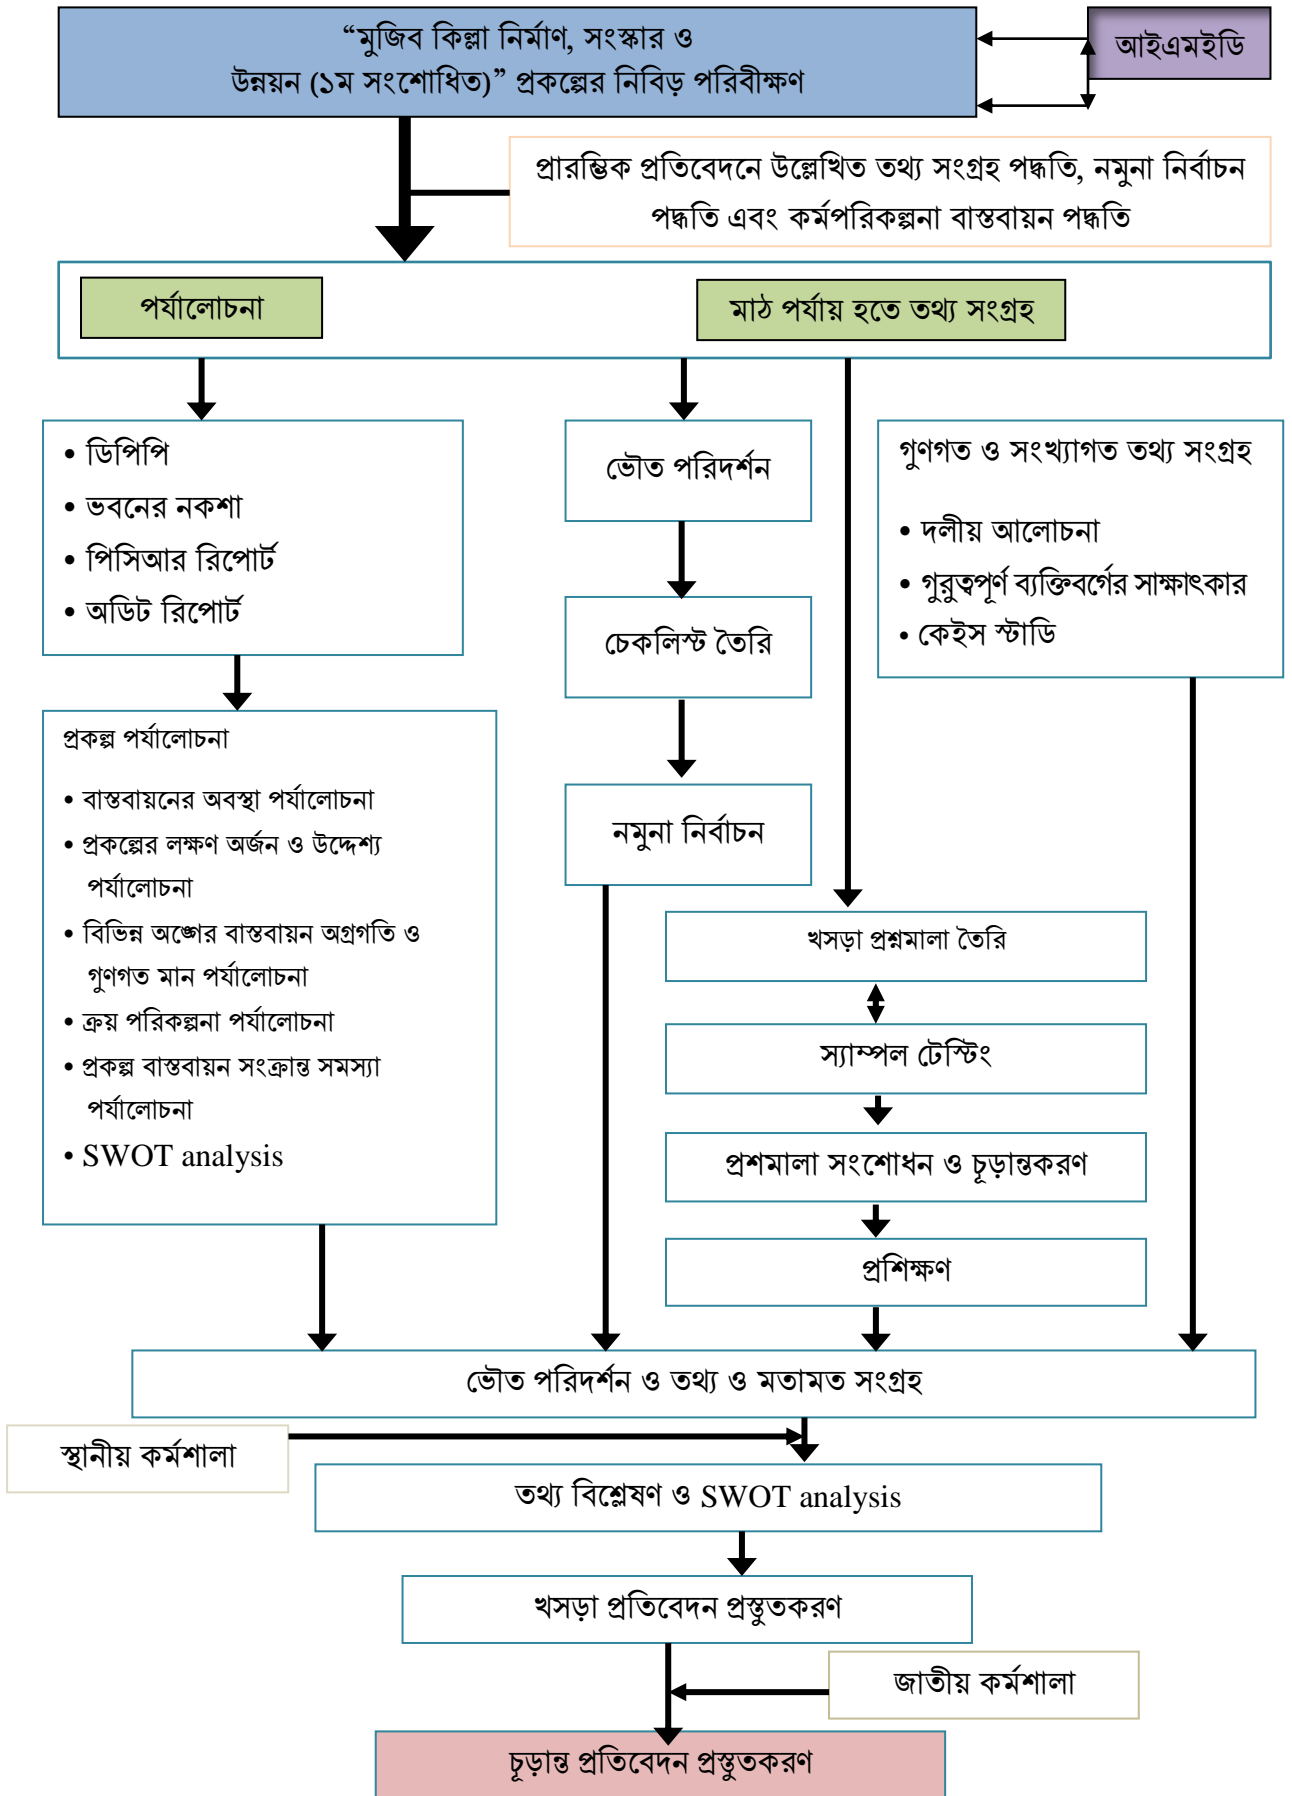 “মুজিব কিল্লা নির্মাণ, সংস্কার ও
উন্নয়ন (১ম সংশোধিত)” প্রকল্পের নিবিড় পরিবীক্ষণ
আইএমইডি
প্রারম্ভিক প্রতিবেদনে উল্লেখিত তথ্য সংগ্রহ পদ্ধতি, নমুনা নির্বাচন
পদ্ধতি এবং কর্মপরিকল্পনা বাস্তবায়ন পদ্ধতি
পর্যালোচনা
মাঠ পর্যায় হতে তথ্য সংগ্রহ
• ডিপিপি
• ভবনের নকশা
• পিসিআর রিপোর্ট
• অডিট রিপোর্ট
ভৌত পরিদর্শন
গুণগত ও সংখ্যাগত তথ্য সংগ্রহ
• দলীয় আলোচনা
• গুরুত্বপূর্ণ ব্যক্তিবর্গের সাক্ষাৎকার
• কেইস স্টাডি
চেকলিস্ট তৈরি
নমুনা নির্বাচন
প্রকল্প পর্যালোচনা
• বাস্তবায়নের অবস্থা পর্যালোচনা
• প্রকল্পের লক্ষণ অর্জন ও উদ্দেশ্য
পর্যালোচনা
• বিভিন্ন অঙ্গের বাস্তবায়ন অগ্রগতি ও
গুণগত মান পর্যালোচনা
• ক্রয় পরিকল্পনা পর্যালোচনা
• প্রকল্প বাস্তবায়ন সংক্রান্ত সমস্যা
পর্যালোচনা
• SWOT analysis
খসড়া প্রশ্নমালা তৈরি
স্যাম্পল টেস্টিং
প্রশমালা সংশোধন ও চূড়ান্তকরণ
প্রশিক্ষণ
ভৌত পরিদর্শন ও তথ্য ও মতামত সংগ্রহ
স্থানীয় কর্মশালা
তথ্য বিশ্লেষণ ও SWOT analysis
খসড়া প্রতিবেদন প্রস্তুতকরণ
জাতীয় কর্মশালা
চূড়ান্ত প্রতিবেদন প্রস্তুতকরণ